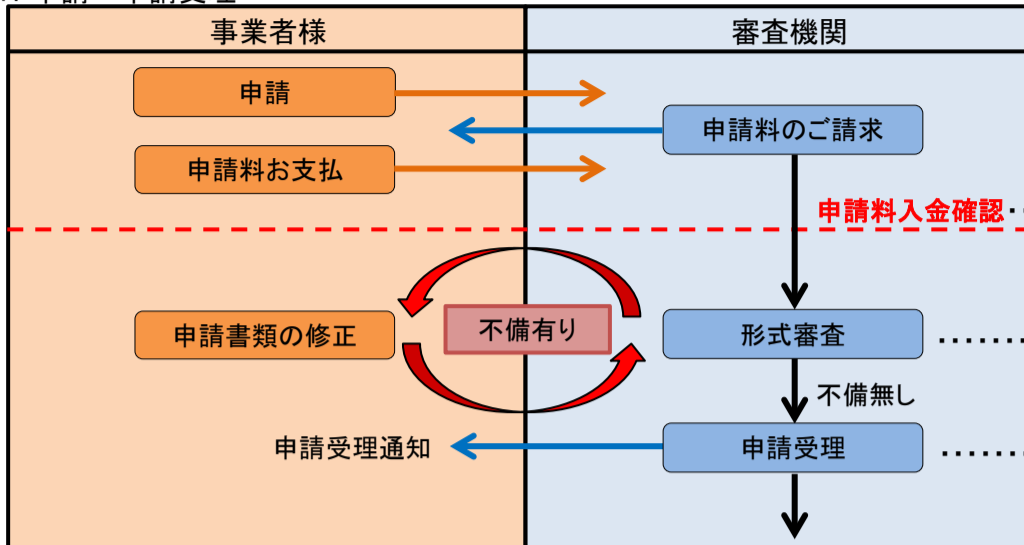 事業者様
審査機関
申請
申請料のご請求
申請料お支払
申請料入金確認
申請書類の修正
不備有り
形式審査
不備無し
申請受理通知
申請受理